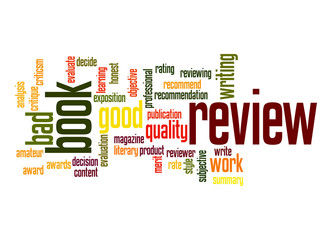 analysis
critique
criticism
evaluate
decide
learning
honest
exposition
objective
professional
rating
reviewing
recommend
recommendation
writing
bad
book
good
publication
quality
review
amateur
award
awards
decision
content
evaluation
magazine
literary
product
merit
reviewer
rate
style
subjective
write
work
summary